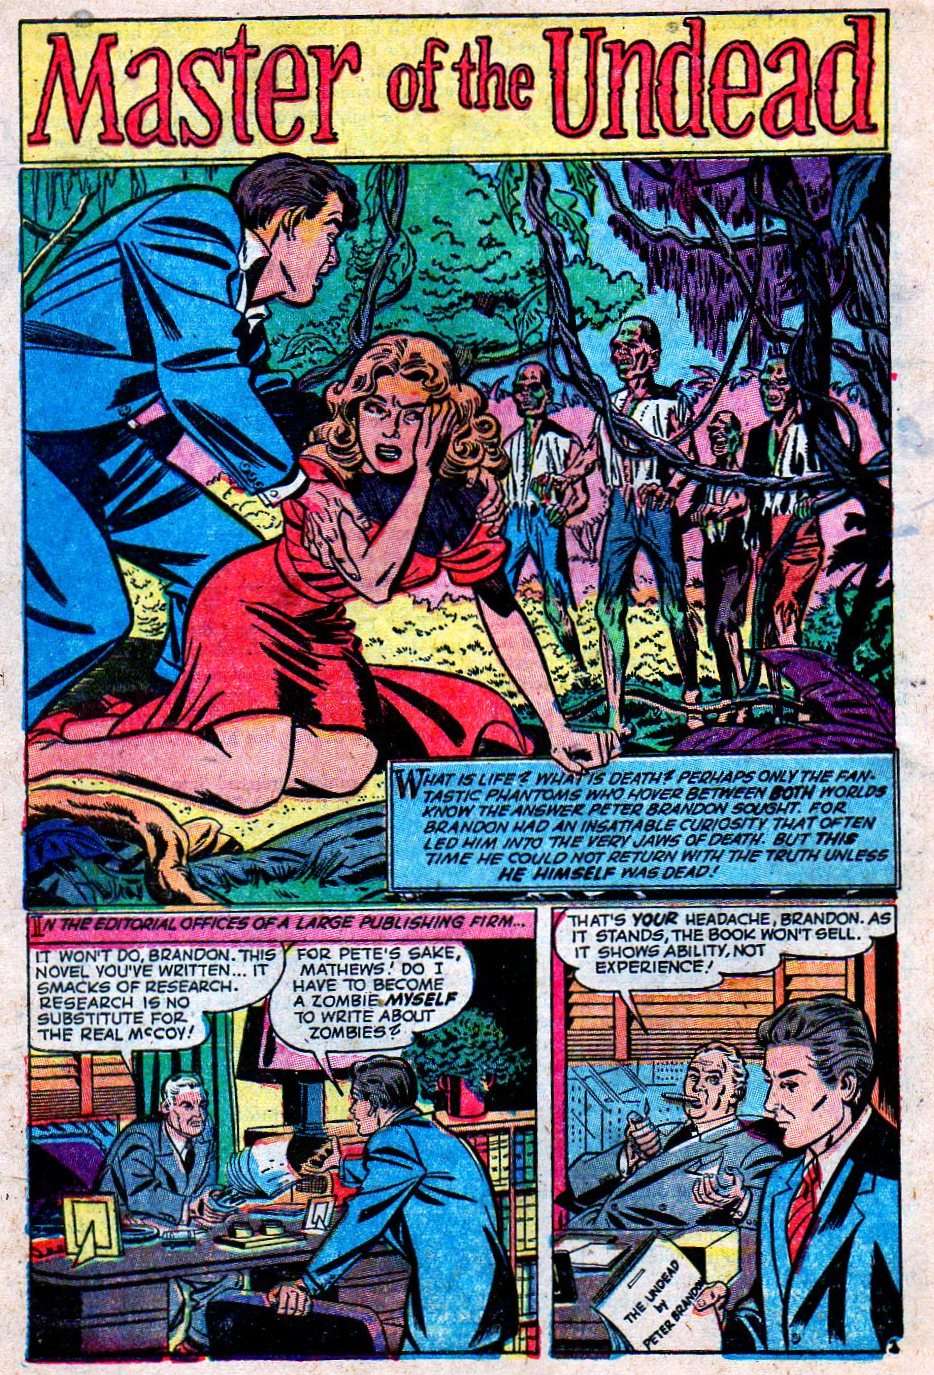 Master of the Undead
WHAT IS LIFE? WHAT IS DEATH? PERHAPS ONLY THE FAN-
TASTIC PHANTOMS WHO HOVER BETWEEN BOTH WORLDS
KNOW THE ANSWER PETER BRANDON SOUGHT. FOR
BRANDON HAD AN INSATIABLE CURIOSITY THAT OFTEN
LED HIM INTO THE VERY JAWS OF DEATH. BUT THIS
TIME HE COULD NOT RETURN WITH THE TRUTH UNLESS
HE HIMSELF WAS DEAD!
IN THE EDITORIAL OFFICES OF A LARGE PUBLISHING FIRM...
IT WON'T DO, BRANDON. THIS
NOVEL YOU'VE WRITTEN... IT
SMACKS OF RESEARCH.
RESEARCH IS NO
SUBSTITUTE FOR
THE REAL McCOY!
FOR PETE'S SAKE,
MATHEWS! DO I
HAVE TO BECOME
A ZOMBIE MYSELF
TO WRITE ABOUT
ZOMBIES?
THAT'S YOUR HEADACHE, BRANDON. AS
IT STANDS, THE BOOK WON'T SELL.
IT SHOWS ABILITY, NOT
EXPERIENCE!
THE UNDEAD
by
PETER BRANDON
1